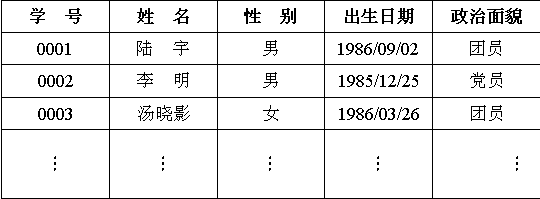 学 号 姓 名 性 别 出生日期 政治面貌
0001 陆 宇 男 1986/09/02 团员
0002 李 明 男 1985/12/25 党员
0003 汤晓影 女 1986/03/26 团员
⋮ ⋮ ⋮ ⋮ ⋮